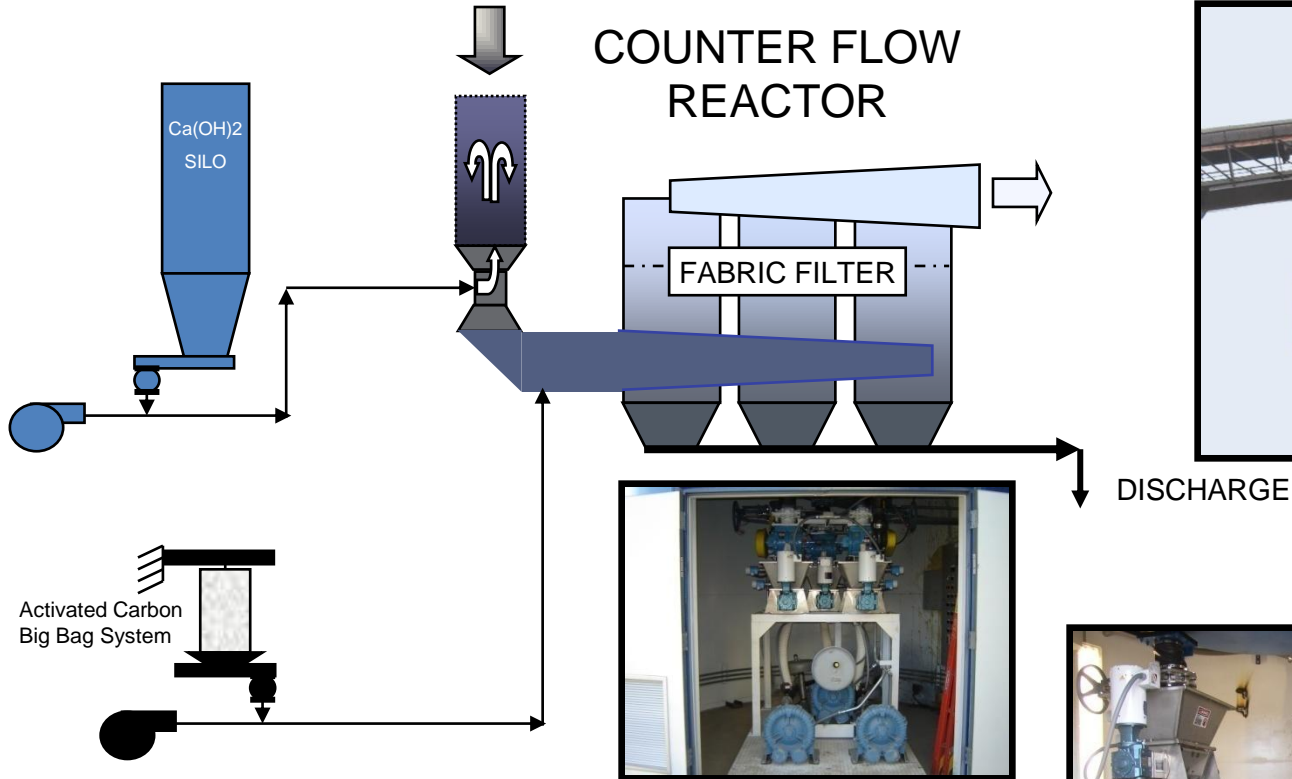 COUNTER FLOW
REACTOR
Ca(OH)2
SILO
FABRIC FILTER
DISCHARGE
Activated Carbon
Big Bag System